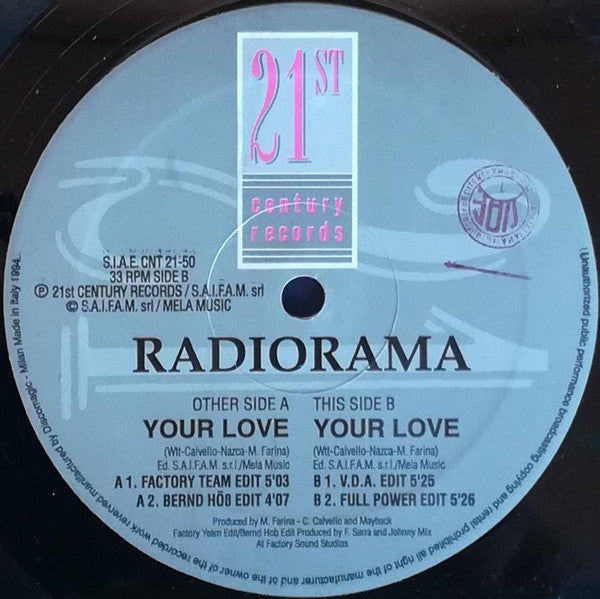 21ST
century
records
S.I.A.E. CNT 21-50
33 RPM SIDE B
℗ 21st CENTURY RECORDS / S.A.I.F.A.M. srl
© S.A.I.F.A.M. srl / MELA MUSIC
RADIORAMA
OTHER SIDE A
YOUR LOVE
(Witt-Calvello-Nazca-M. Farina)
Ed. S.A.I.F.A.M. s.r.l./Mela Music
A 1. FACTORY TEAM EDIT 5'03
A 2. BERND HÖB EDIT 4'07
THIS SIDE B
YOUR LOVE
(Witt-Calvello-Nazca-M. Farina)
Ed. S.A.I.F.A.M. s.r.l./Mela Music
B 1. V.D.A. EDIT 5'25
B 2. FULL POWER EDIT 5'26
Produced by M. Farina - C. Calvello and Mayback
Factory Team Edit/Bernd Hob Edit Produced by F. Serra and Johnny Mix
At Factory Sound Studios
(Unauthorized public performance broadcasting copying and rental prohibited all right of the manufacturer and at the owner of the recorded work reverved manifactured by Discomagic - Milan Made in Italy 1994.